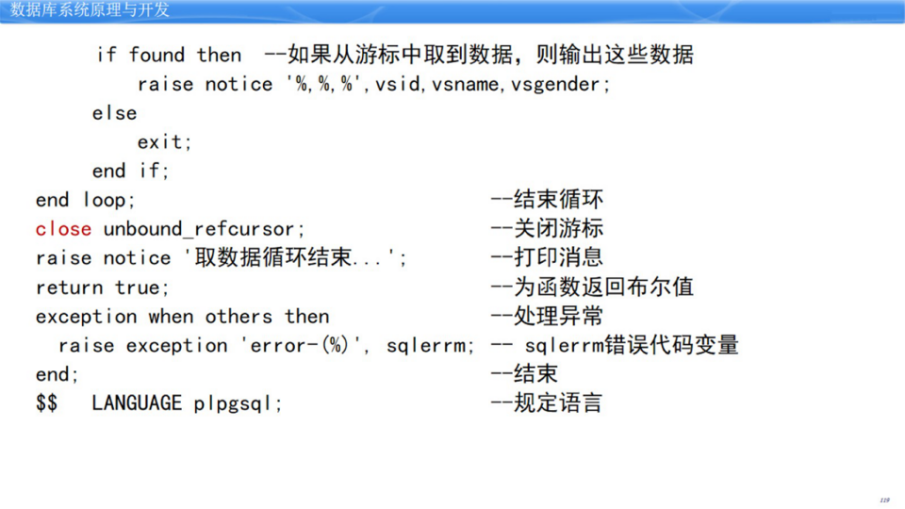 数据库系统原理与开发
if found then --如果从游标中取到数据，则输出这些数据
raise notice '%,%,%',vsid,vsname,vsgender;
else
exit;
end if;
end loop; --结束循环
close unbound_refcursor; --关闭游标
raise notice '取数据循环结束...'; --打印消息
return true; --为函数返回布尔值
exception when others then --处理异常
raise exception 'error-(%)', sqlerrm; -- sqlerrm错误代码变量
end; --结束
$$ LANGUAGE plpgsql; --规定语言